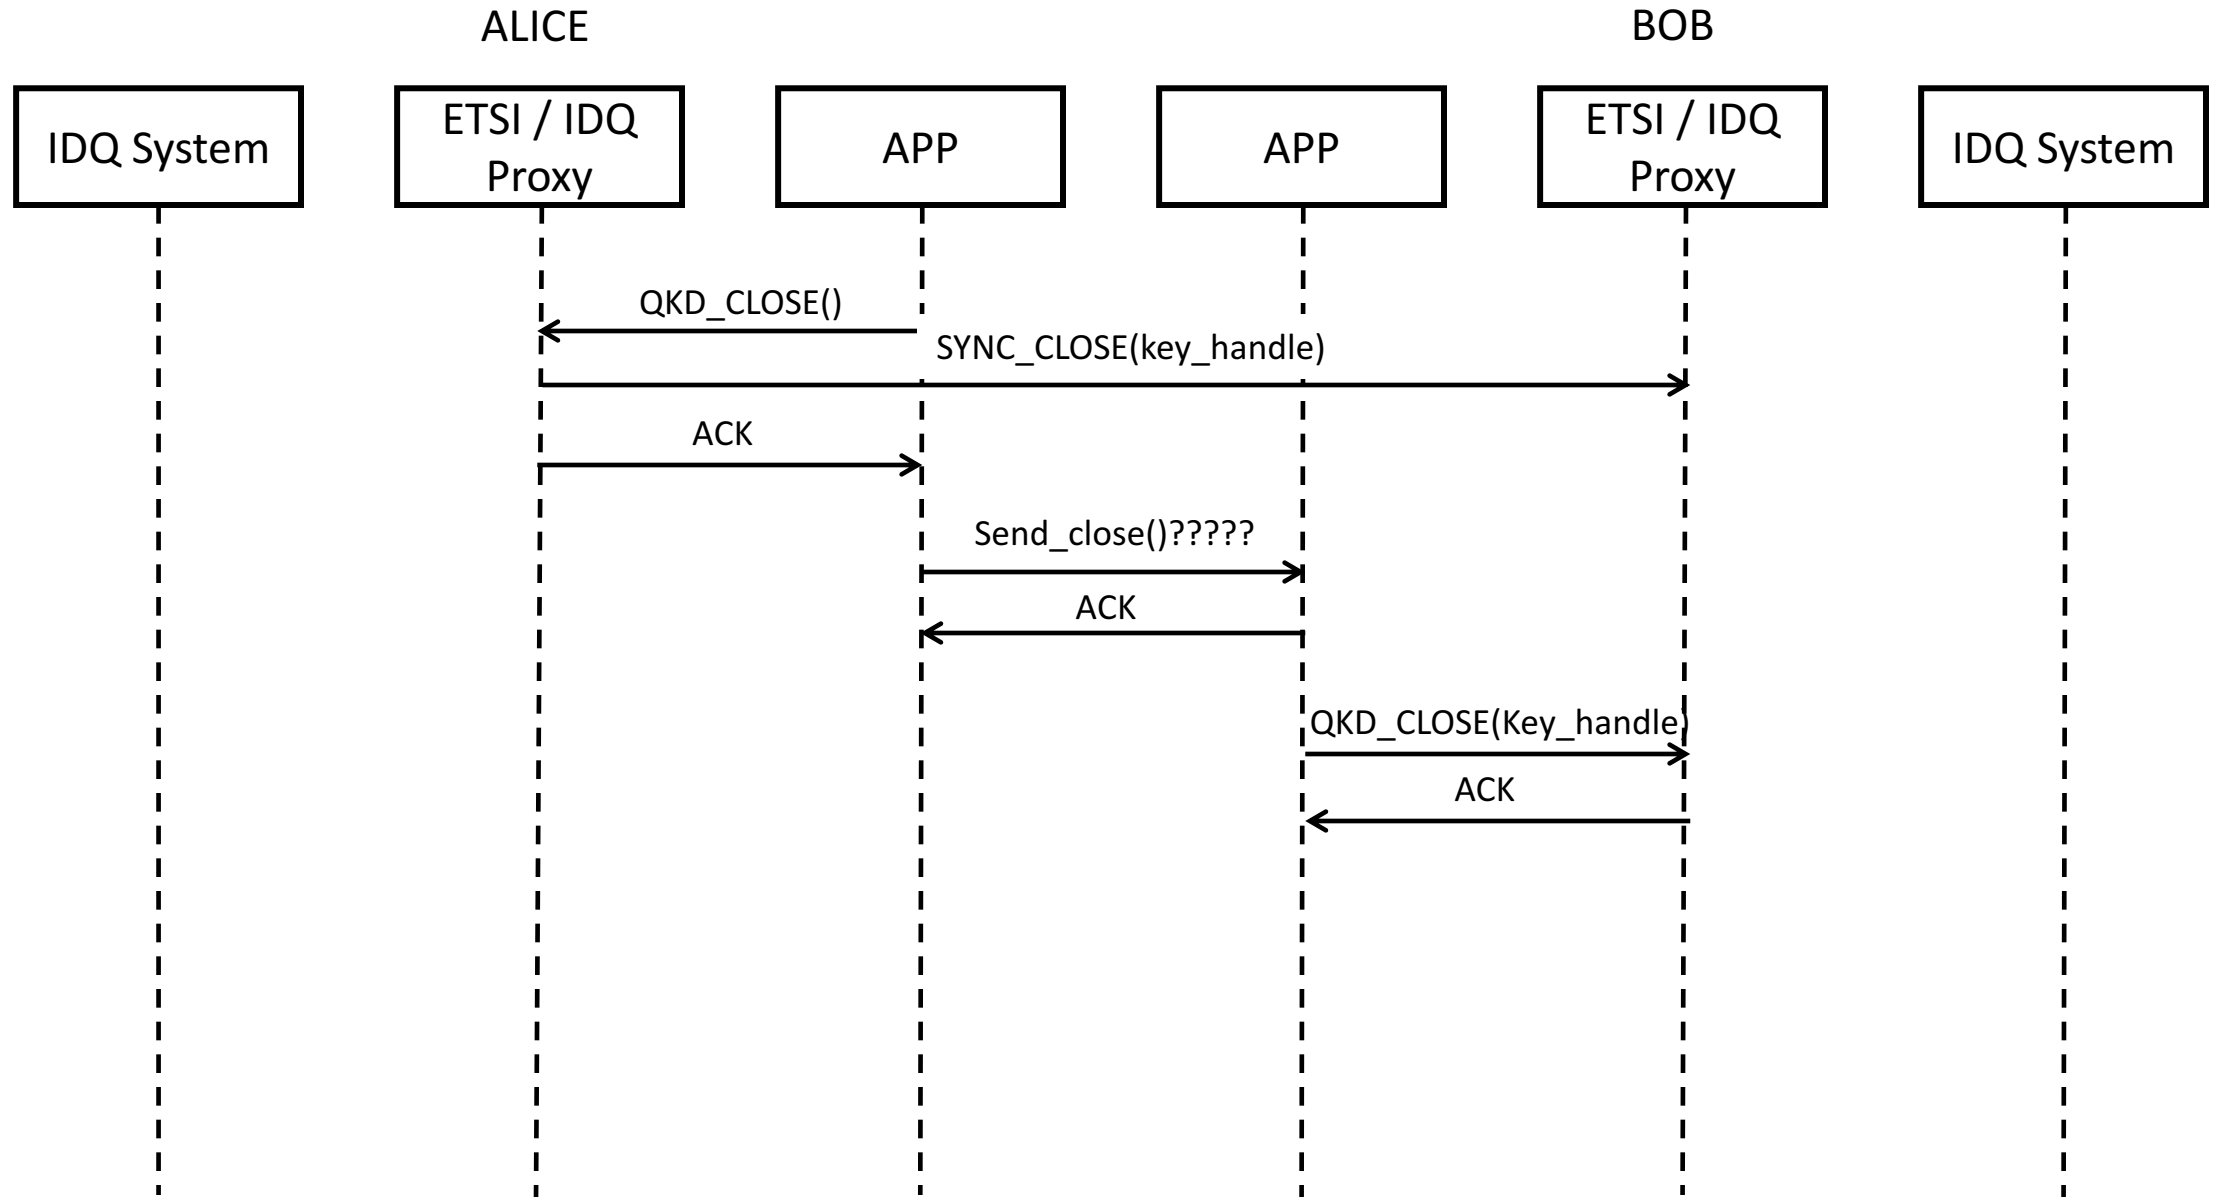 ALICE
BOB
IDQ System
ETSI / IDQ
Proxy
APP
APP
ETSI / IDQ
Proxy
IDQ System
QKD_CLOSE()
SYNC_CLOSE(key_handle)
ACK
Send_close()?????
ACK
QKD_CLOSE(Key_handle)
ACK